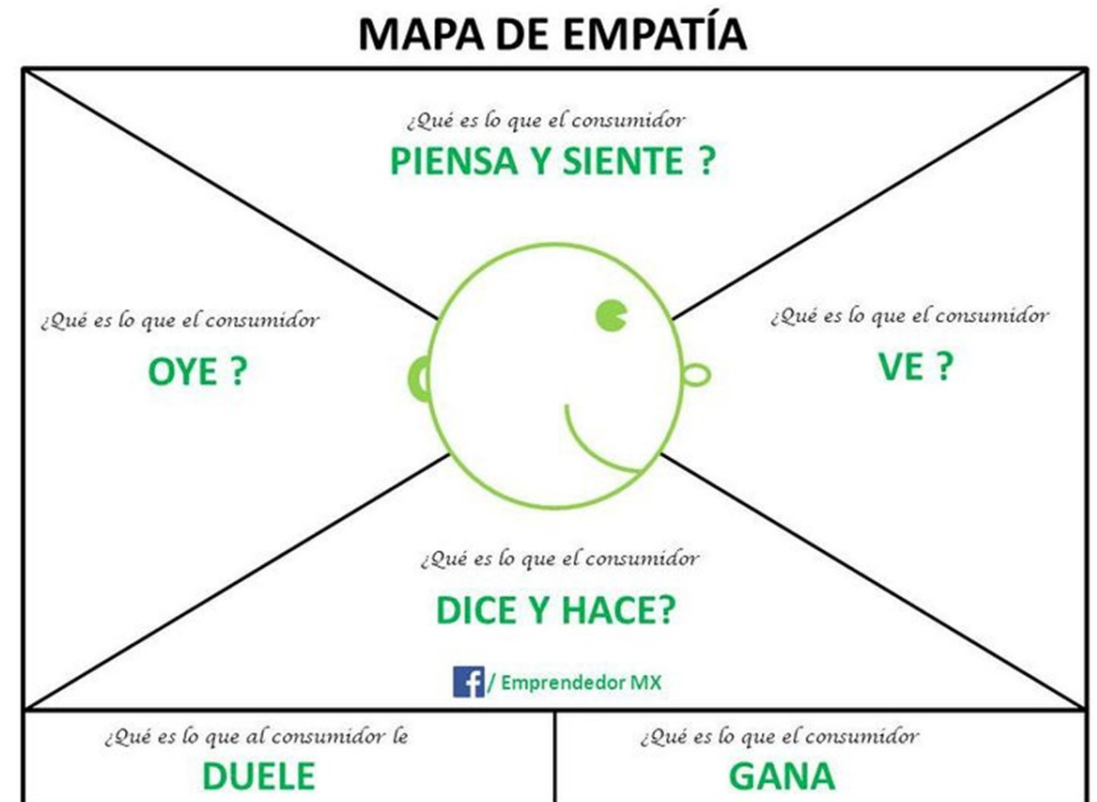 MAPA DE EMPATÍA
¿Qué es lo que el consumidor
PIENSA Y SIENTE ?
¿Qué es lo que el consumidor
OYE ?
¿Qué es lo que el consumidor
VE ?
¿Qué es lo que el consumidor
DICE Y HACE?
f/ Emprendedor MX
¿Qué es lo que al consumidor le
DUELE
¿Qué es lo que el consumidor
GANA